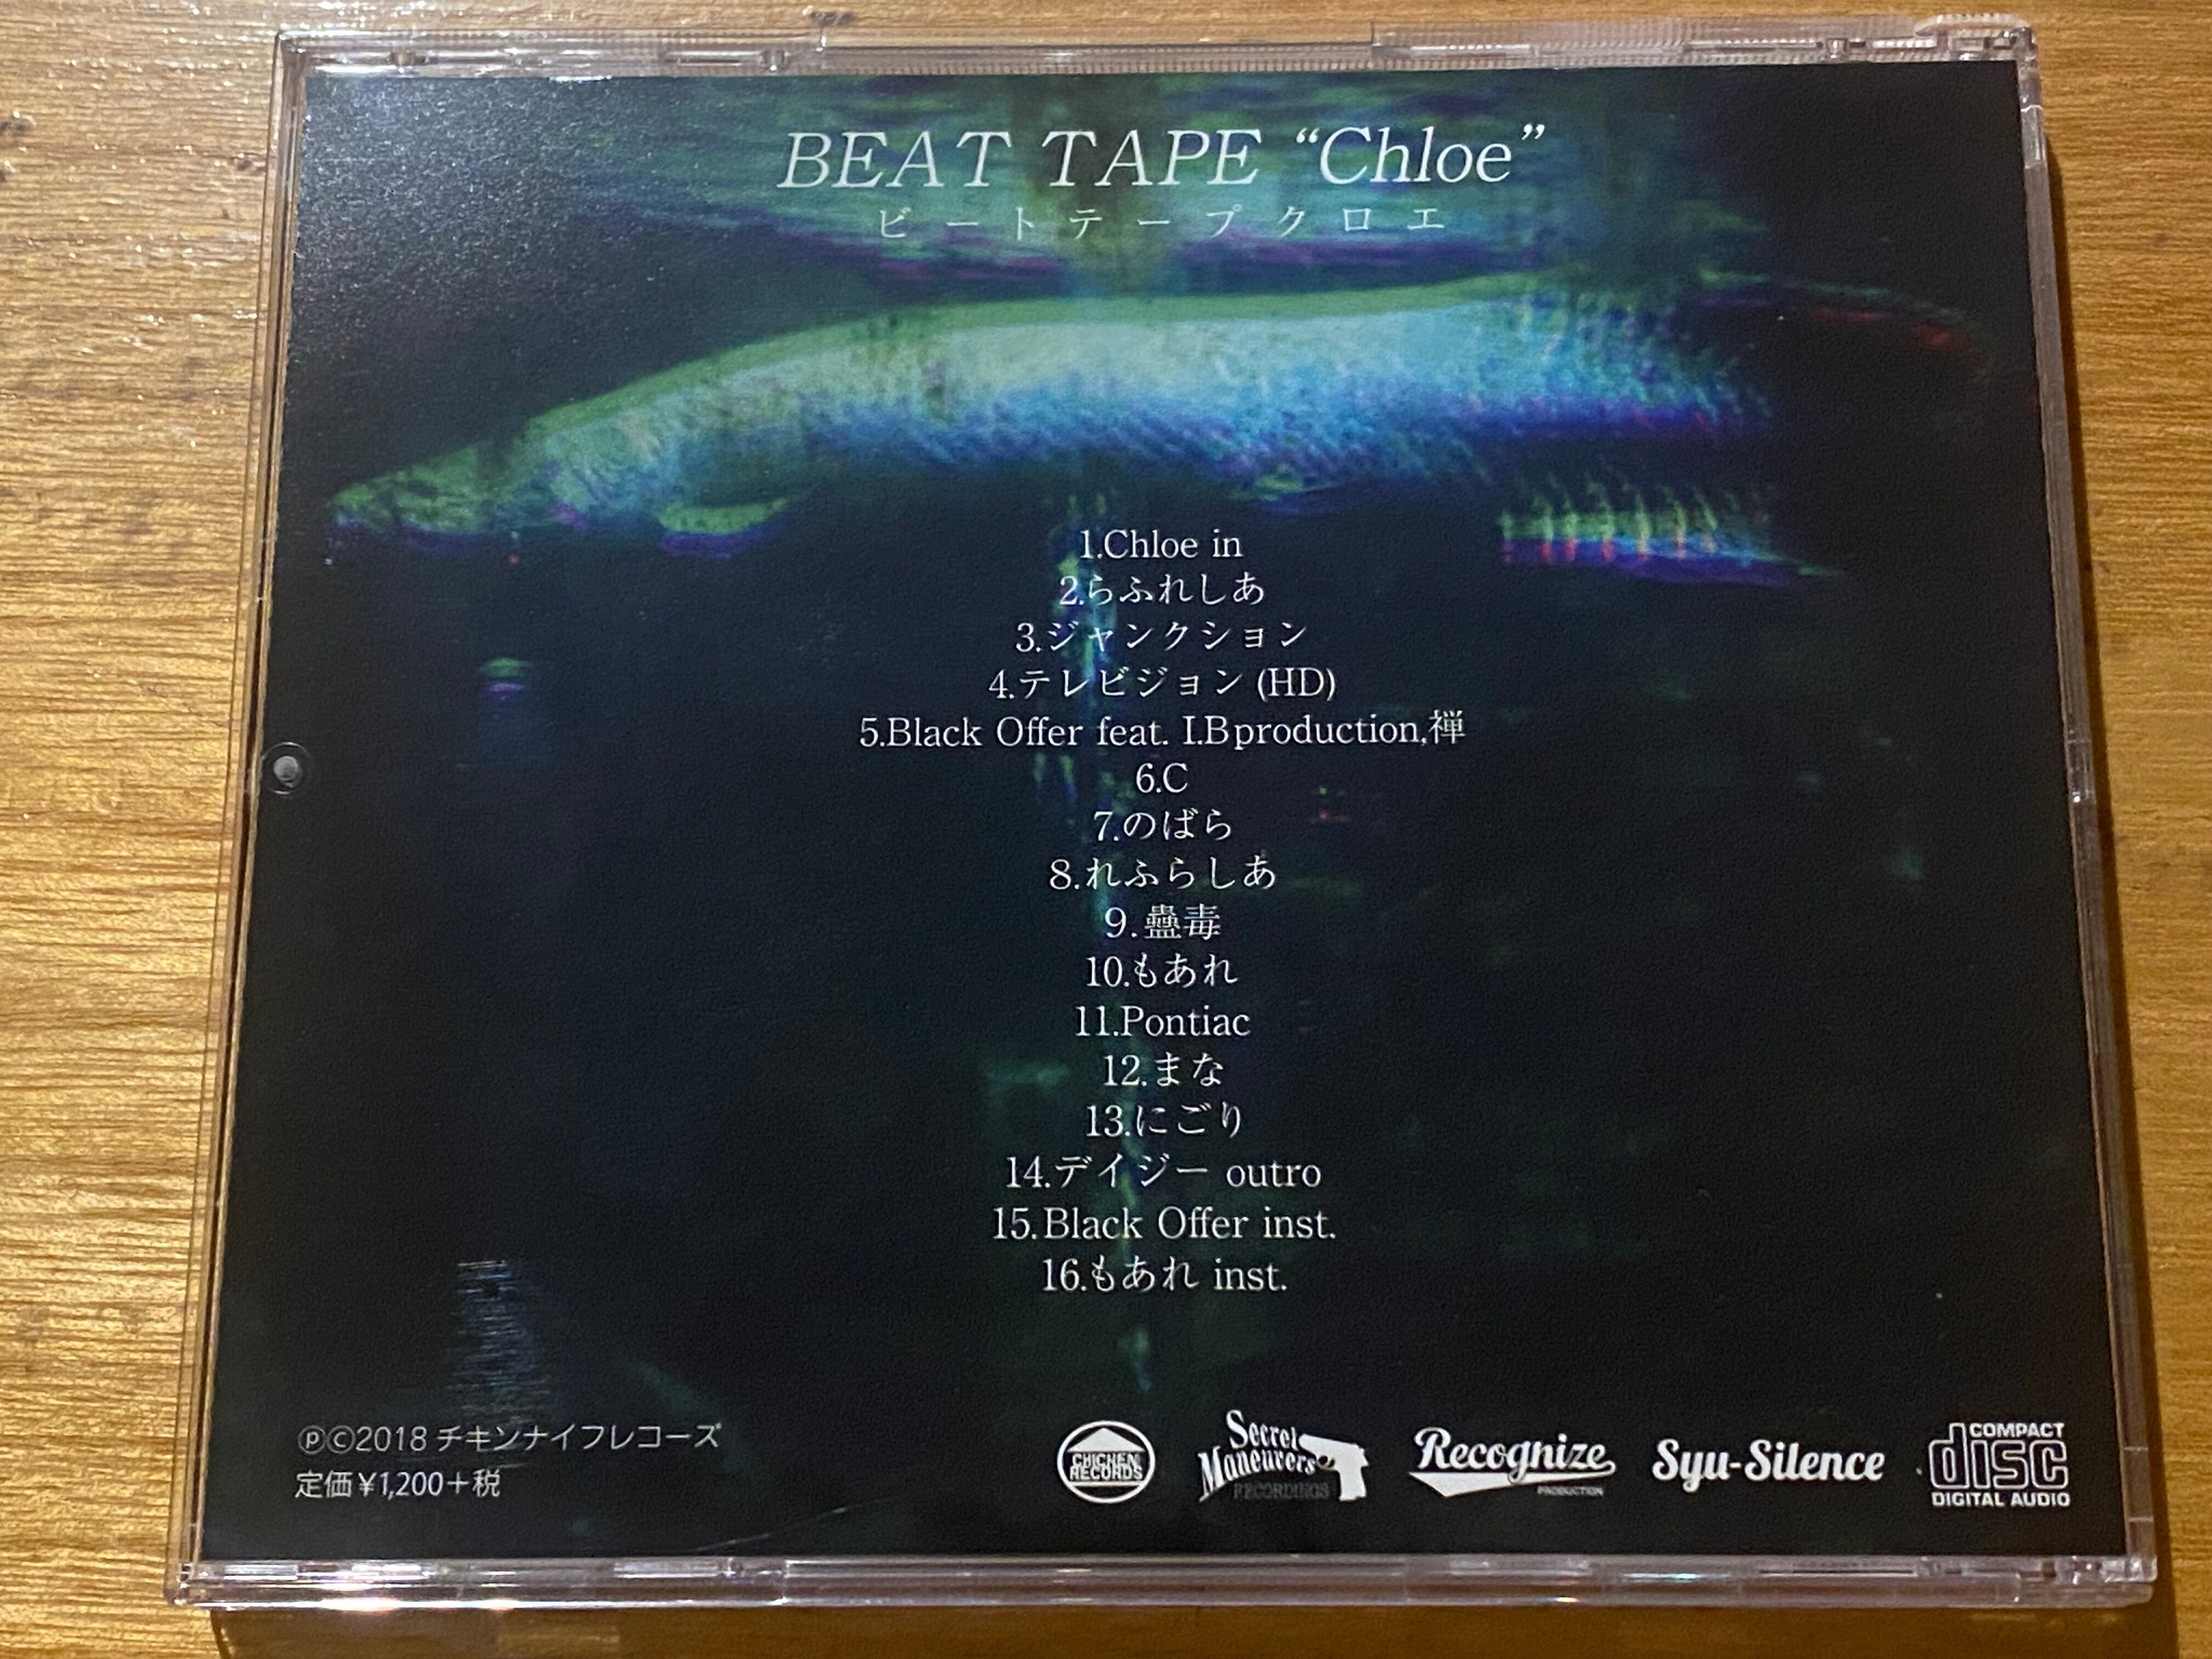 BEAT TAPE “Chloe”
ビートテープクロエ
1.Chloe in
2.らふれしあ
3.ジャンクション
4.テレビジョン(HD)
5.Black Offer feat. I.Bproduction,禅
6.C
7.のばら
8.れふらしあ
9.蠱毒
10.もあれ
11.Pontiac
12.まな
13.にごり
14.デイジー outro
15.Black Offer inst.
16.もあれ inst.
Ⓟ©2018 チキンナイフレコーズ
定価¥1,200+税
CHICKEN
RECORDS
Secret
Maneuvers
RECORDINGS
Recognize
PRODUCTION
Syu-Silence
COMPACT
disc
DIGITAL AUDIO